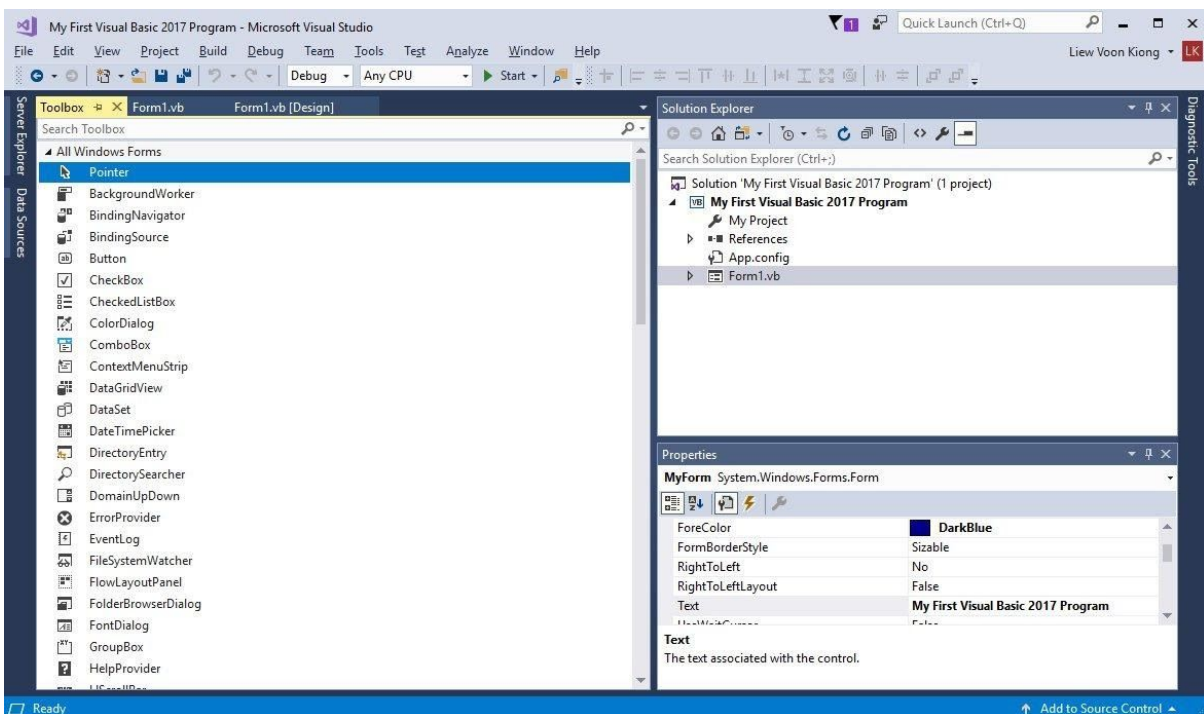 My First Visual Basic 2017 Program - Microsoft Visual Studio
1
Quick Launch (Ctrl+Q)
File Edit View Project Build Debug Team Tools Test Analyze Window Help
Liew Voon Kiong
LK
Debug
Any CPU
Start
Server Explorer
Data Sources
Toolbox
Form1.vb
Form1.vb [Design]
Search Toolbox
All Windows Forms
Pointer
BackgroundWorker
BindingNavigator
BindingSource
Button
CheckBox
CheckedListBox
ColorDialog
ComboBox
ContextMenuStrip
DataGridView
DataSet
DateTimePicker
DirectoryEntry
DirectorySearcher
DomainUpDown
ErrorProvider
EventLog
FileSystemWatcher
FlowLayoutPanel
FolderBrowserDialog
FontDialog
GroupBox
HelpProvider
Solution Explorer
Search Solution Explorer (Ctrl+;)
Solution 'My First Visual Basic 2017 Program' (1 project)
VB My First Visual Basic 2017 Program
My Project
References
App.config
Form1.vb
Properties
MyForm System.Windows.Forms.Form
ForeColor DarkBlue
FormBorderStyle Sizable
RightToLeft No
RightToLeftLayout False
Text My First Visual Basic 2017 Program
Text
The text associated with the control.
Diagnostic Tools
Ready
Add to Source Control